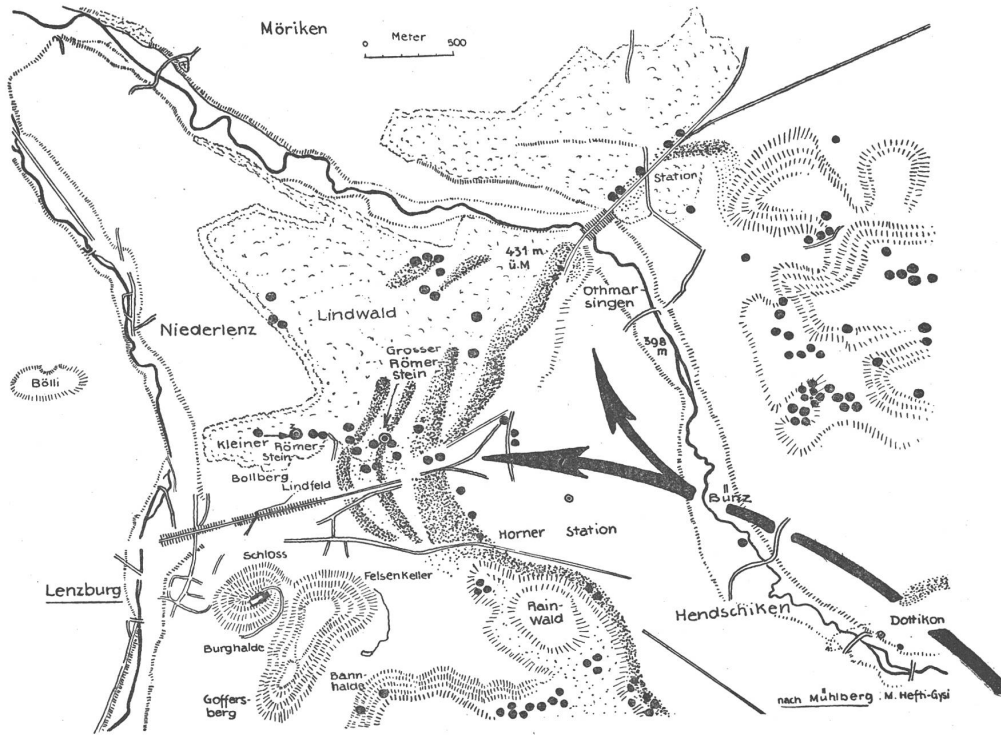 Möriken
0 Meter 500
Station
431 m
ü.M
Othmar-
singen
Lindwald
Niederlenz
398
m
Grosser
Römer-
Stein
Bölli
Kleiner Römer-
Stein
Bollberg
Lindfeld
Bünz
Horner Station
Schloss
Felsenkeller
Lenzburg
Rain-
Wald
Hendschiken
Dottikon
Burghalde
Bann-
halde
Goffers-
berg
nach Mühlberg . M. Hefti-Gysi